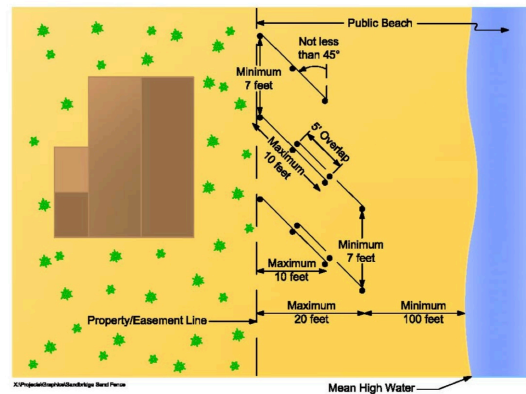 Public Beach
Not less
than 45°
Minimum
7 feet
5' Overlap
Maximum
10 feet
Minimum
7 feet
Maximum
10 feet
Maximum
20 feet
Minimum
100 feet
Property/Easement Line
X:\Projects\Graphics\Sandbridge Sand Fence
Mean High Water